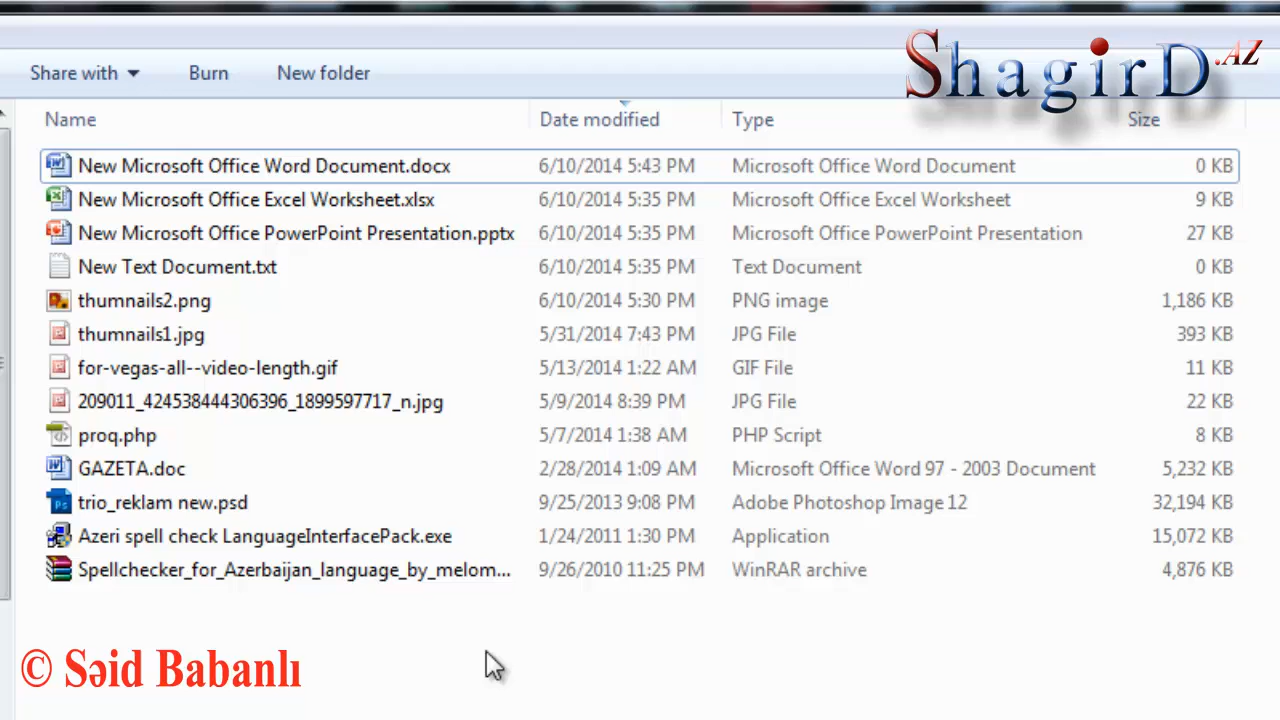 ShagirD.AZ
Share with Burn New folder
Name Date modified Type Size
New Microsoft Office Word Document.docx 6/10/2014 5:43 PM Microsoft Office Word Document 0 KB
New Microsoft Office Excel Worksheet.xlsx 6/10/2014 5:35 PM Microsoft Office Excel Worksheet 9 KB
New Microsoft Office PowerPoint Presentation.pptx 6/10/2014 5:35 PM Microsoft Office PowerPoint Presentation 27 KB
New Text Document.txt 6/10/2014 5:35 PM Text Document 0 KB
thumnails2.png 6/10/2014 5:30 PM PNG image 1,186 KB
thumnails1.jpg 5/31/2014 7:43 PM JPG File 393 KB
for-vegas-all--video-length.gif 5/13/2014 1:22 AM GIF File 11 KB
209011_424538444306396_1899597717_n.jpg 5/9/2014 8:39 PM JPG File 22 KB
proq.php 5/7/2014 1:38 AM PHP Script 8 KB
GAZETA.doc 2/28/2014 1:09 AM Microsoft Office Word 97 - 2003 Document 5,232 KB
trio_reklam new.psd 9/25/2013 9:08 PM Adobe Photoshop Image 12 32,194 KB
Azeri spell check LanguageInterfacePack.exe 1/24/2011 1:30 PM Application 15,072 KB
Spellchecker_for_Azerbaijan_language_by_melom... 9/26/2010 11:25 PM WinRAR archive 4,876 KB
© Səid Babanlı